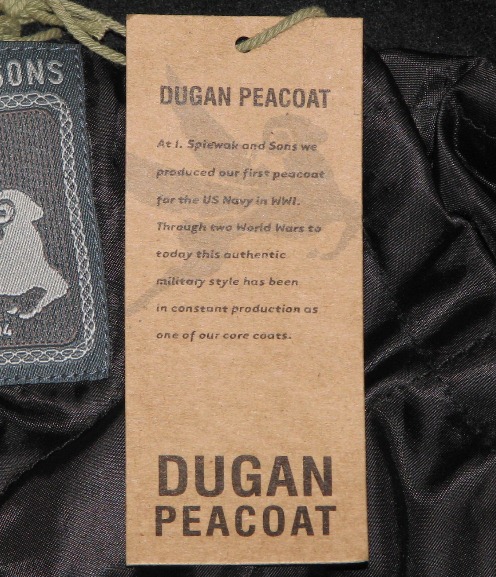 SONS
04
DUGAN PEACOAT
At I. Spiewak and Sons we
produced our first peacoat
for the US Navy in WWI.
Through two World Wars to
today this authentic
military style has been
in constant production as
one of our core coats.
DUGAN
PEACOAT